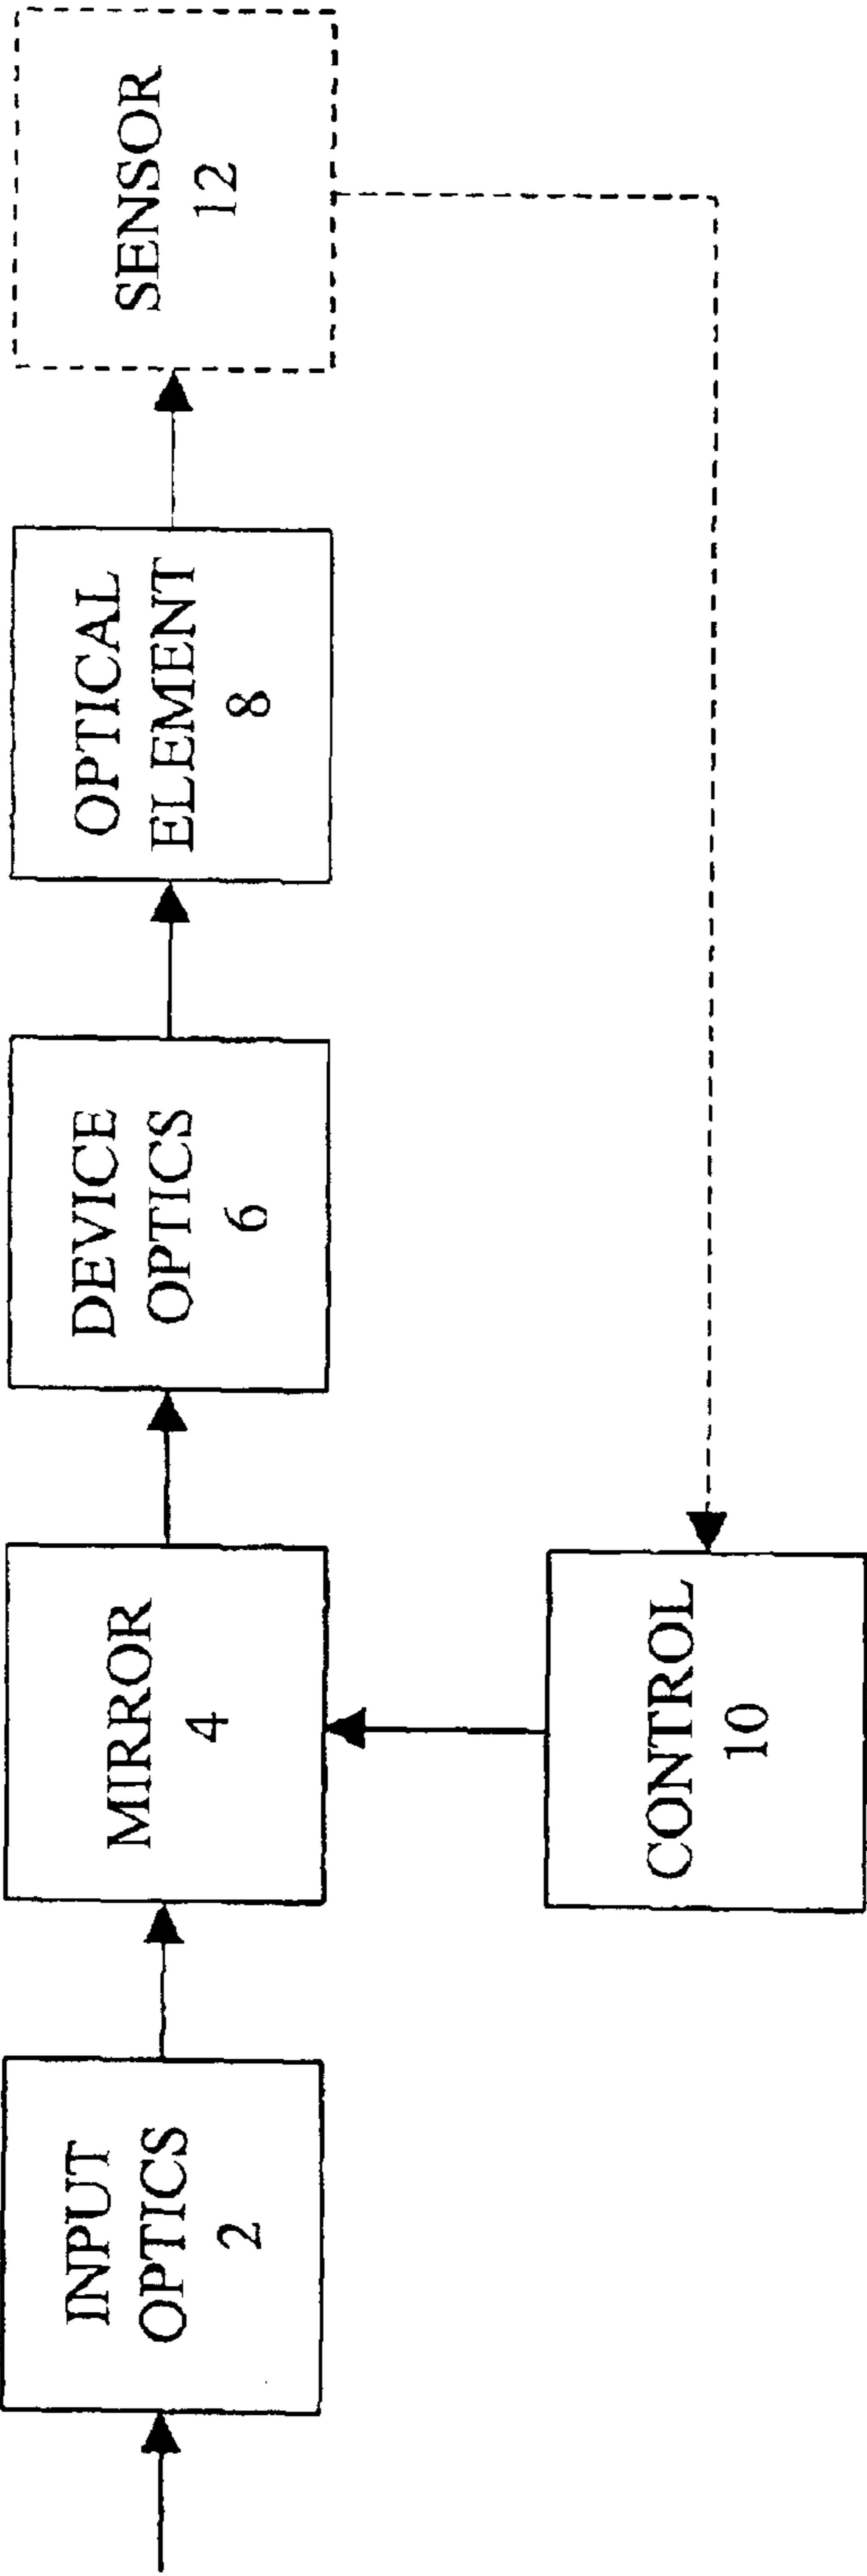 INPUT
OPTICS
2
MIRROR
4
DEVICE
OPTICS
6
OPTICAL
ELEMENT
8
SENSOR
12
CONTROL
10